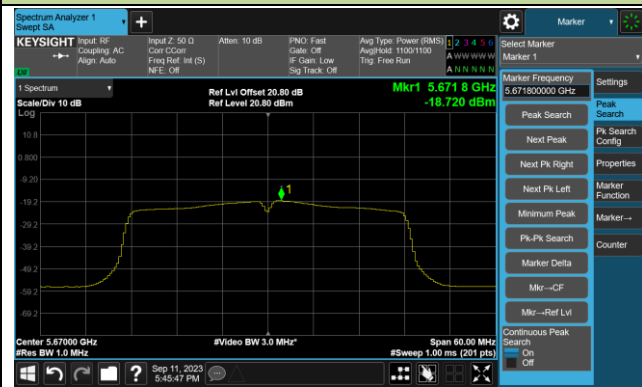 Spectrum Analyzer 1
Swept SA
+
Marker
KEYSIGHT
Input: RF
Coupling: AC
Align: Auto
Input Z: 50 Ω
Corr CCorr
Freq Ref: Int (S)
NFE: Off
Atten: 10 dB
PNO: Fast
Gate: Off
IF Gain: Low
Sig Track: Off
Avg Type: Power (RMS)
Avg|Hold: 1100/1100
Trig: Free Run
1 2 3 4 5 6
A W W W W W
A N N N N N
Select Marker
Marker 1
LXI
1 Spectrum
Scale/Div 10 dB
Log
Ref Lvl Offset 20.80 dB
Ref Level 20.80 dBm
Mkr1 5.671 8 GHz
-18.720 dBm
10.8
0.800
-9.20
-19.2
-29.2
-39.2
-49.2
-59.2
-69.2
1
Center 5.67000 GHz
#Res BW 1.0 MHz
#Video BW 3.0 MHz*
Span 60.00 MHz
#Sweep 1.00 ms (201 pts)
Marker Frequency
5.671800000 GHz
Peak Search
Next Peak
Next Pk Right
Next Pk Left
Minimum Peak
Pk-Pk Search
Marker Delta
Mkr→CF
Mkr→Ref Lvl
Continuous Peak
Search
On
Off
Settings
Peak
Search
Pk Search
Config
Properties
Marker
Function
Marker→
Counter
?
Sep 11, 2023
5:45:47 PM